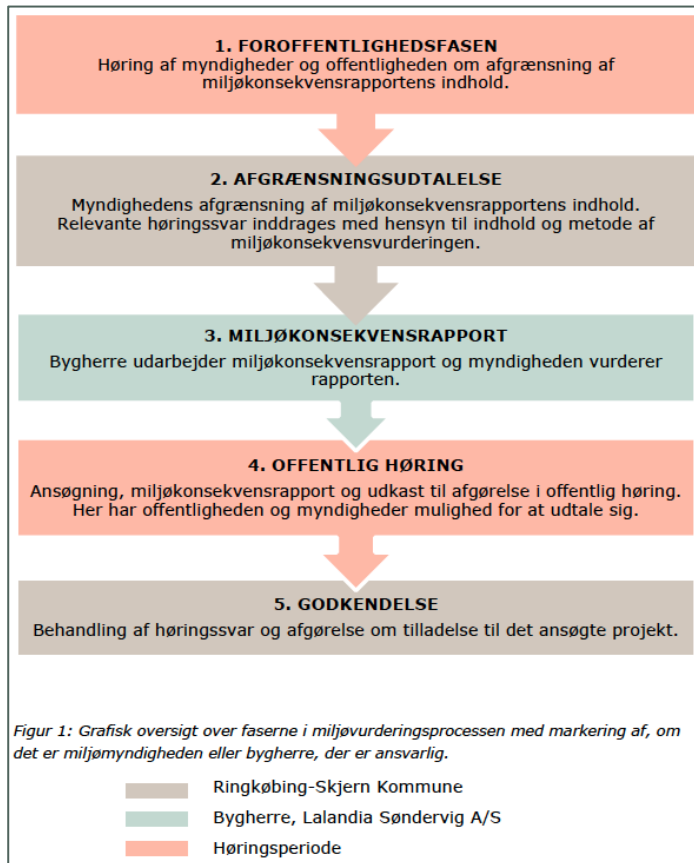 1. FOROFFENTLIGHEDSFASEN
Høring af myndigheder og offentligheden om afgrænsning af
miljøkonsekvensrapportens indhold.
2. AFGRÆNSNINGSUDTALELSE
Myndighedens afgrænsning af miljøkonsekvensrapportens indhold.
Relevante høringssvar inddrages med hensyn til indhold og metode af
miljøkonsekvensvurderingen.
3. MILJØKONSEKVENSRAPPORT
Bygherre udarbejder miljøkonsekvensrapport og myndigheden vurderer
rapporten.
4. OFFENTLIG HØRING
Ansøgning, miljøkonsekvensrapport og udkast til afgørelse i offentlig høring.
Her har offentligheden og myndigheder mulighed for at udtale sig.
5. GODKENDELSE
Behandling af høringssvar og afgørelse om tilladelse til det ansøgte projekt.
Figur 1: Grafisk oversigt over faserne i miljøvurderingsprocessen med markering af, om
det er miljømyndigheden eller bygherre, der er ansvarlig.
Ringkøbing-Skjern Kommune
Bygherre, Lalandia Søndervig A/S
Høringsperiode